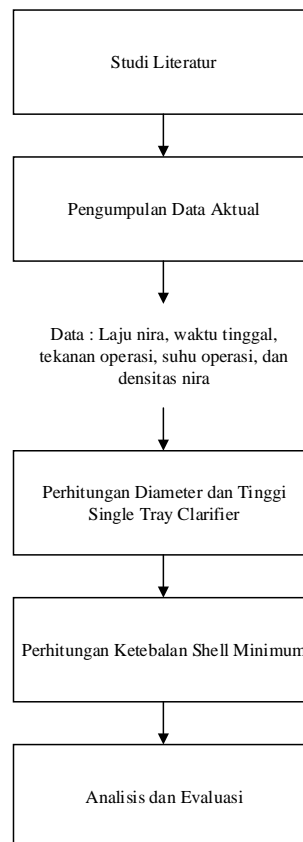 Studi Literatur
Pengumpulan Data Aktual
Data : Laju nira, waktu tinggal,
tekanan operasi, suhu operasi, dan
densitas nira
Perhitungan Diameter dan Tinggi
Single Tray Clarifier
Perhitungan Ketebalan Shell Minimum
Analisis dan Evaluasi